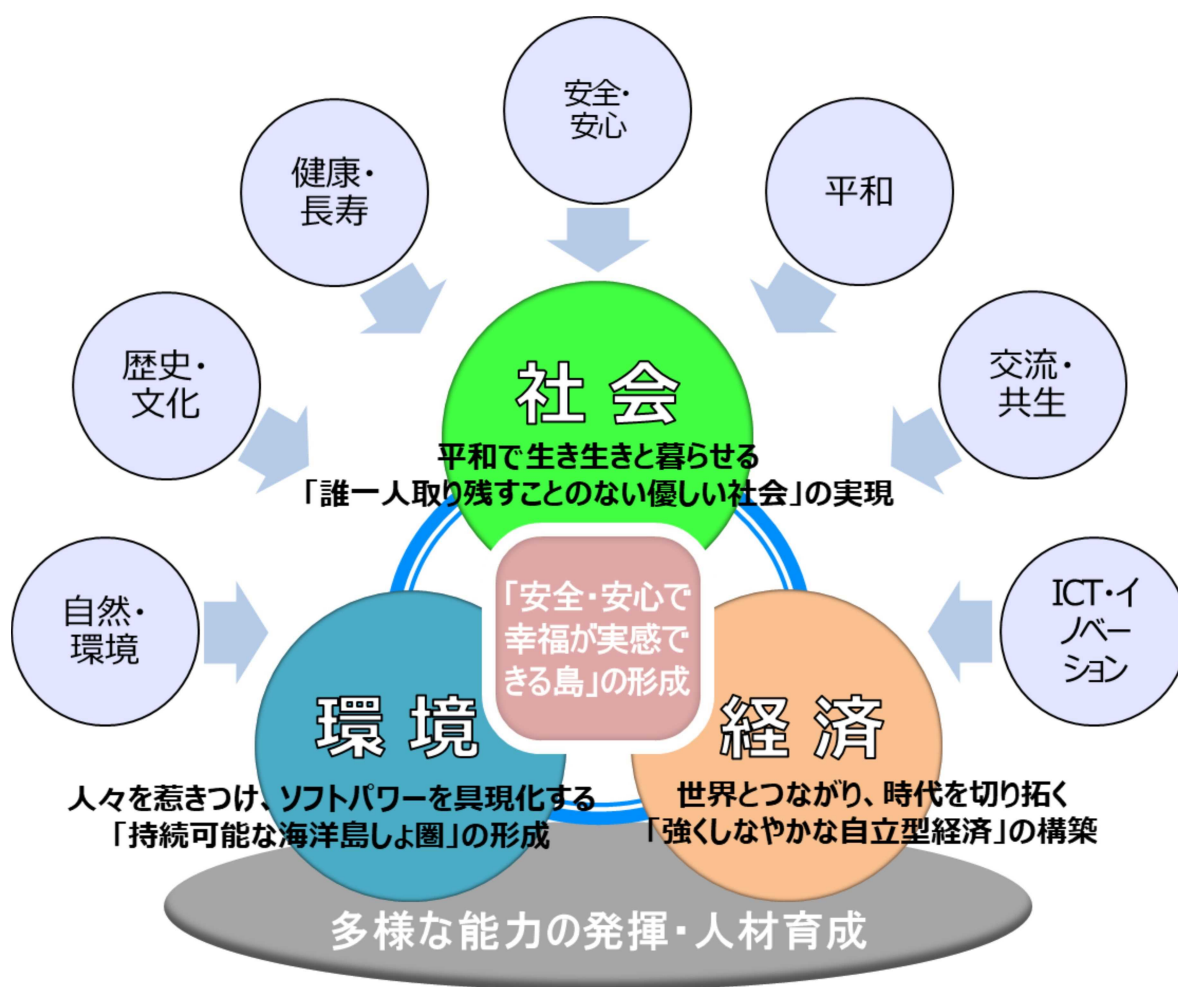 安全・
安心
健康・
長寿
平和
歴史・
文化
交流・
共生
自然・
環境
ICT・イ
ノベー
ション
社会
平和で生き生きと暮らせる
「誰一人取り残すことのない優しい社会」の実現
「安全・安心で
幸福が実感で
きる島」の形成
環境
人々を惹きつけ、ソフトパワーを具現化する
「持続可能な海洋島しょ圏」の形成
経済
世界とつながり、時代を切り拓く
「強くしなやかな自立型経済」の構築
多様な能力の発揮・人材育成